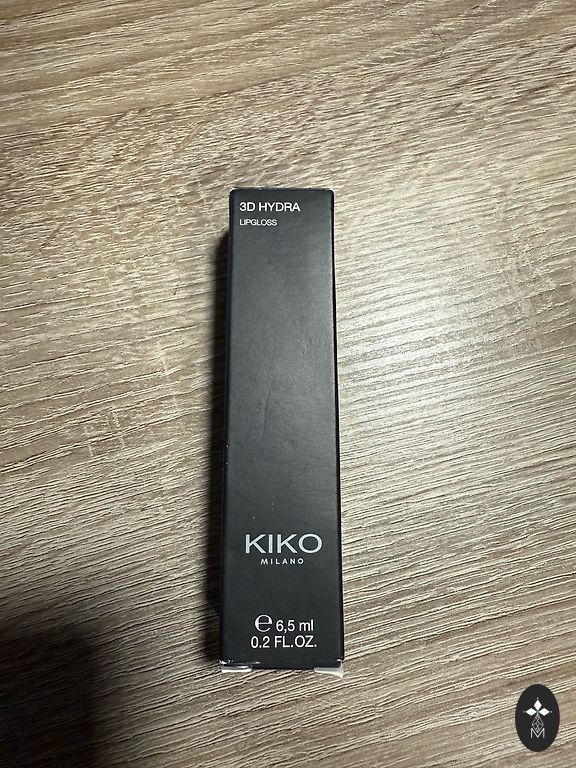 3D HYDRA
LIPGLOSS
KIKO
MILANO
℮ 6,5 ml
0.2 FL.OZ.
M